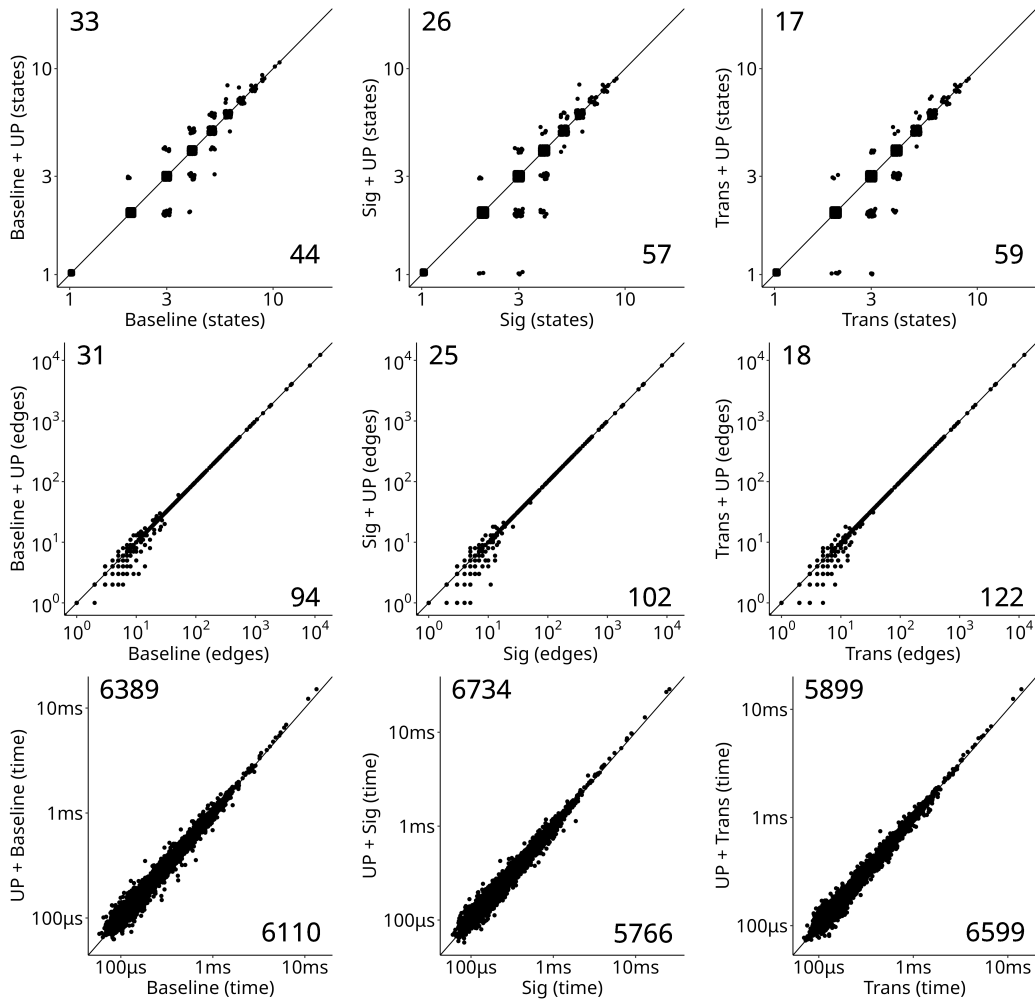 33
Baseline + UP (states)
10
3
1
44
1 3 10
Baseline (states)
26
Sig + UP (states)
10
3
1
57
1 3 10
Sig (states)
17
Trans + UP (states)
10
3
1
59
1 3 10
Trans (states)
31
Baseline + UP (edges)
10⁴
10³
10²
10¹
10⁰
94
10⁰ 10¹ 10² 10³ 10⁴
Baseline (edges)
25
Sig + UP (edges)
10⁴
10³
10²
10¹
10⁰
102
10⁰ 10¹ 10² 10³ 10⁴
Sig (edges)
18
Trans + UP (edges)
10⁴
10³
10²
10¹
10⁰
122
10⁰ 10¹ 10² 10³ 10⁴
Trans (edges)
6389
UP + Baseline (time)
10ms
1ms
100μs
6110
100μs 1ms 10ms
Baseline (time)
6734
UP + Sig (time)
10ms
1ms
100μs
5766
100μs 1ms 10ms
Sig (time)
5899
UP + Trans (time)
10ms
1ms
100μs
6599
100μs 1ms 10ms
Trans (time)